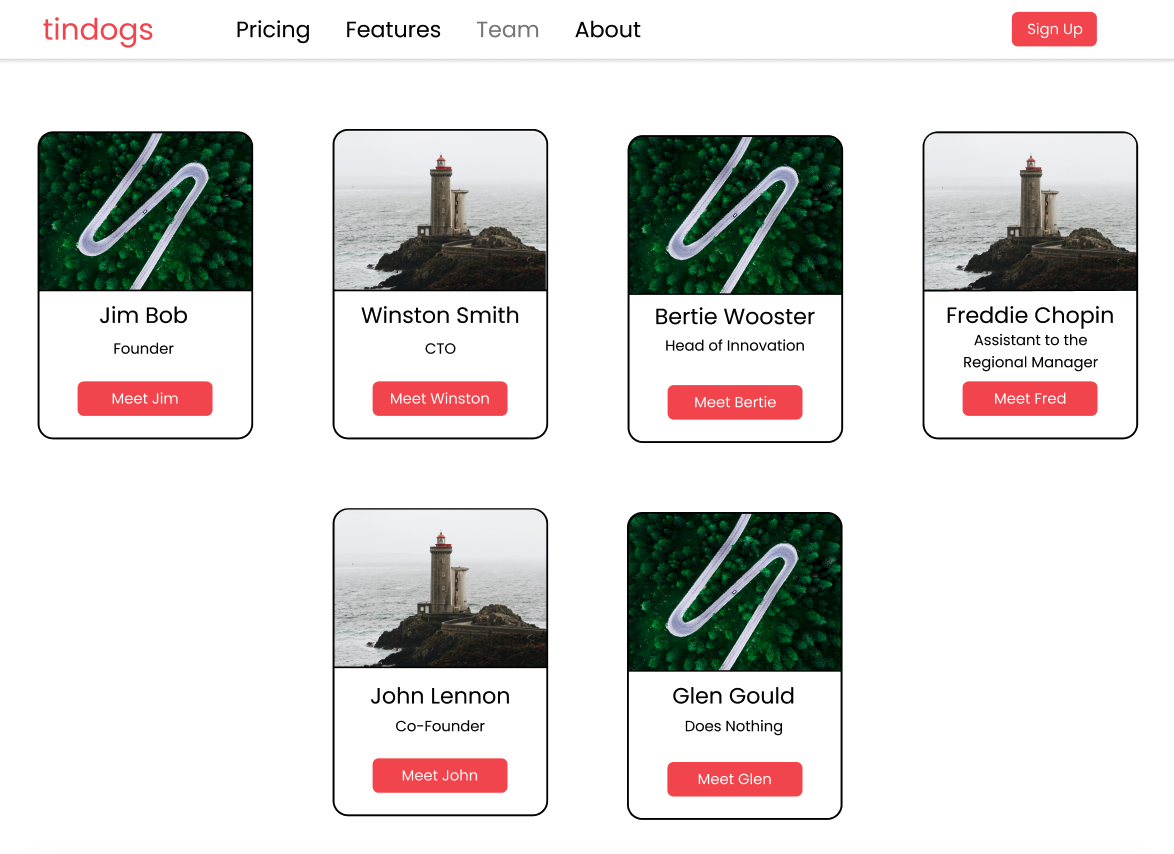 tindogs
Pricing
Features
Team
About
Sign Up
Jim Bob
Founder
Meet Jim
Winston Smith
CTO
Meet Winston
Bertie Wooster
Head of Innovation
Meet Bertie
Freddie Chopin
Assistant to the
Regional Manager
Meet Fred
John Lennon
Co-Founder
Meet John
Glen Gould
Does Nothing
Meet Glen